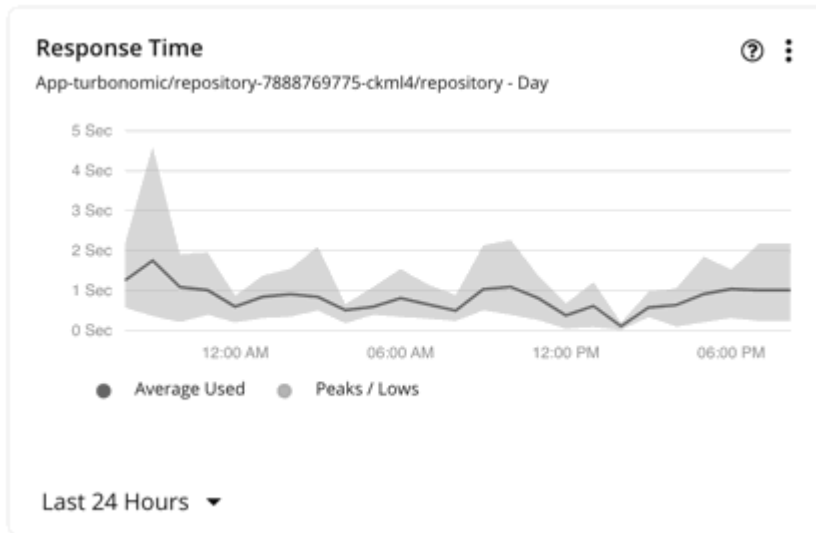 Response Time
App-turbonomic/repository-7888769775-ckml4/repository - Day
5 Sec
4 Sec
3 Sec
2 Sec
1 Sec
0 Sec
12:00 AM 06:00 AM 12:00 PM 06:00 PM
Average Used Peaks / Lows
Last 24 Hours